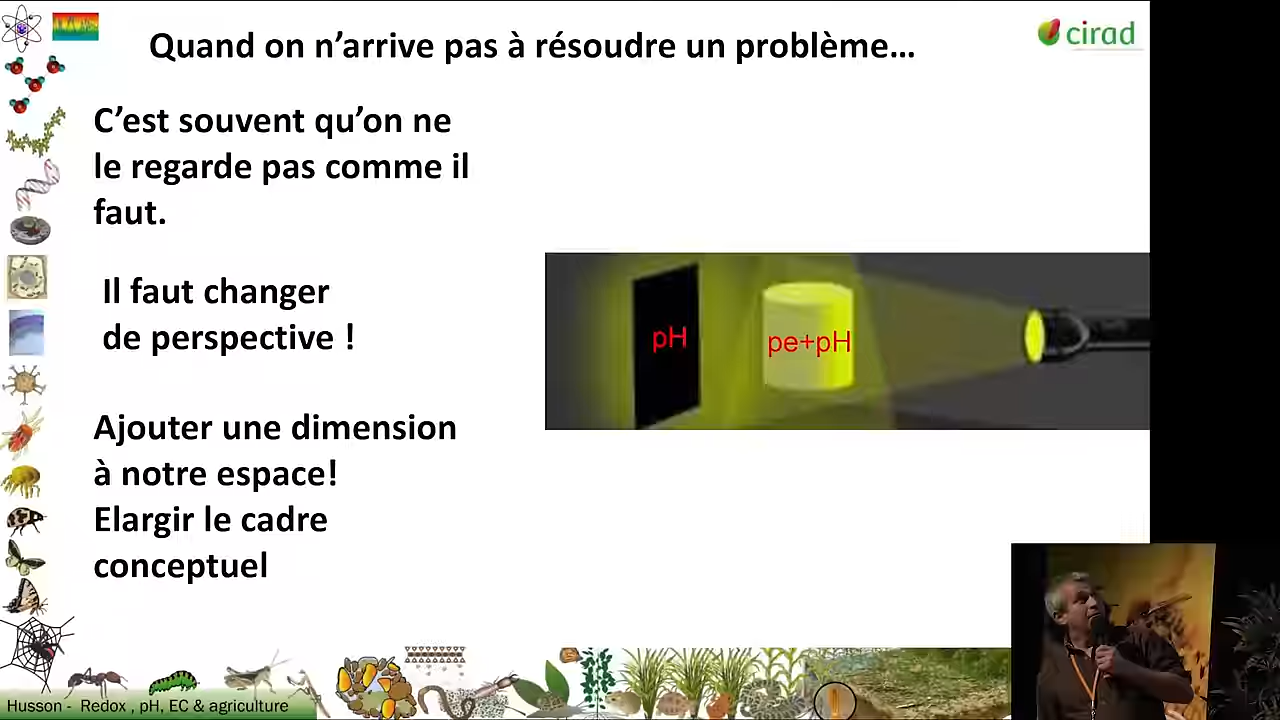 Quand on n’arrive pas à résoudre un problème…
cirad
C’est souvent qu’on ne
le regarde pas comme il
faut.
Il faut changer
de perspective !
pH
pe+pH
Ajouter une dimension
à notre espace!
Elargir le cadre
conceptuel
Husson - Redox , pH, EC & agriculture